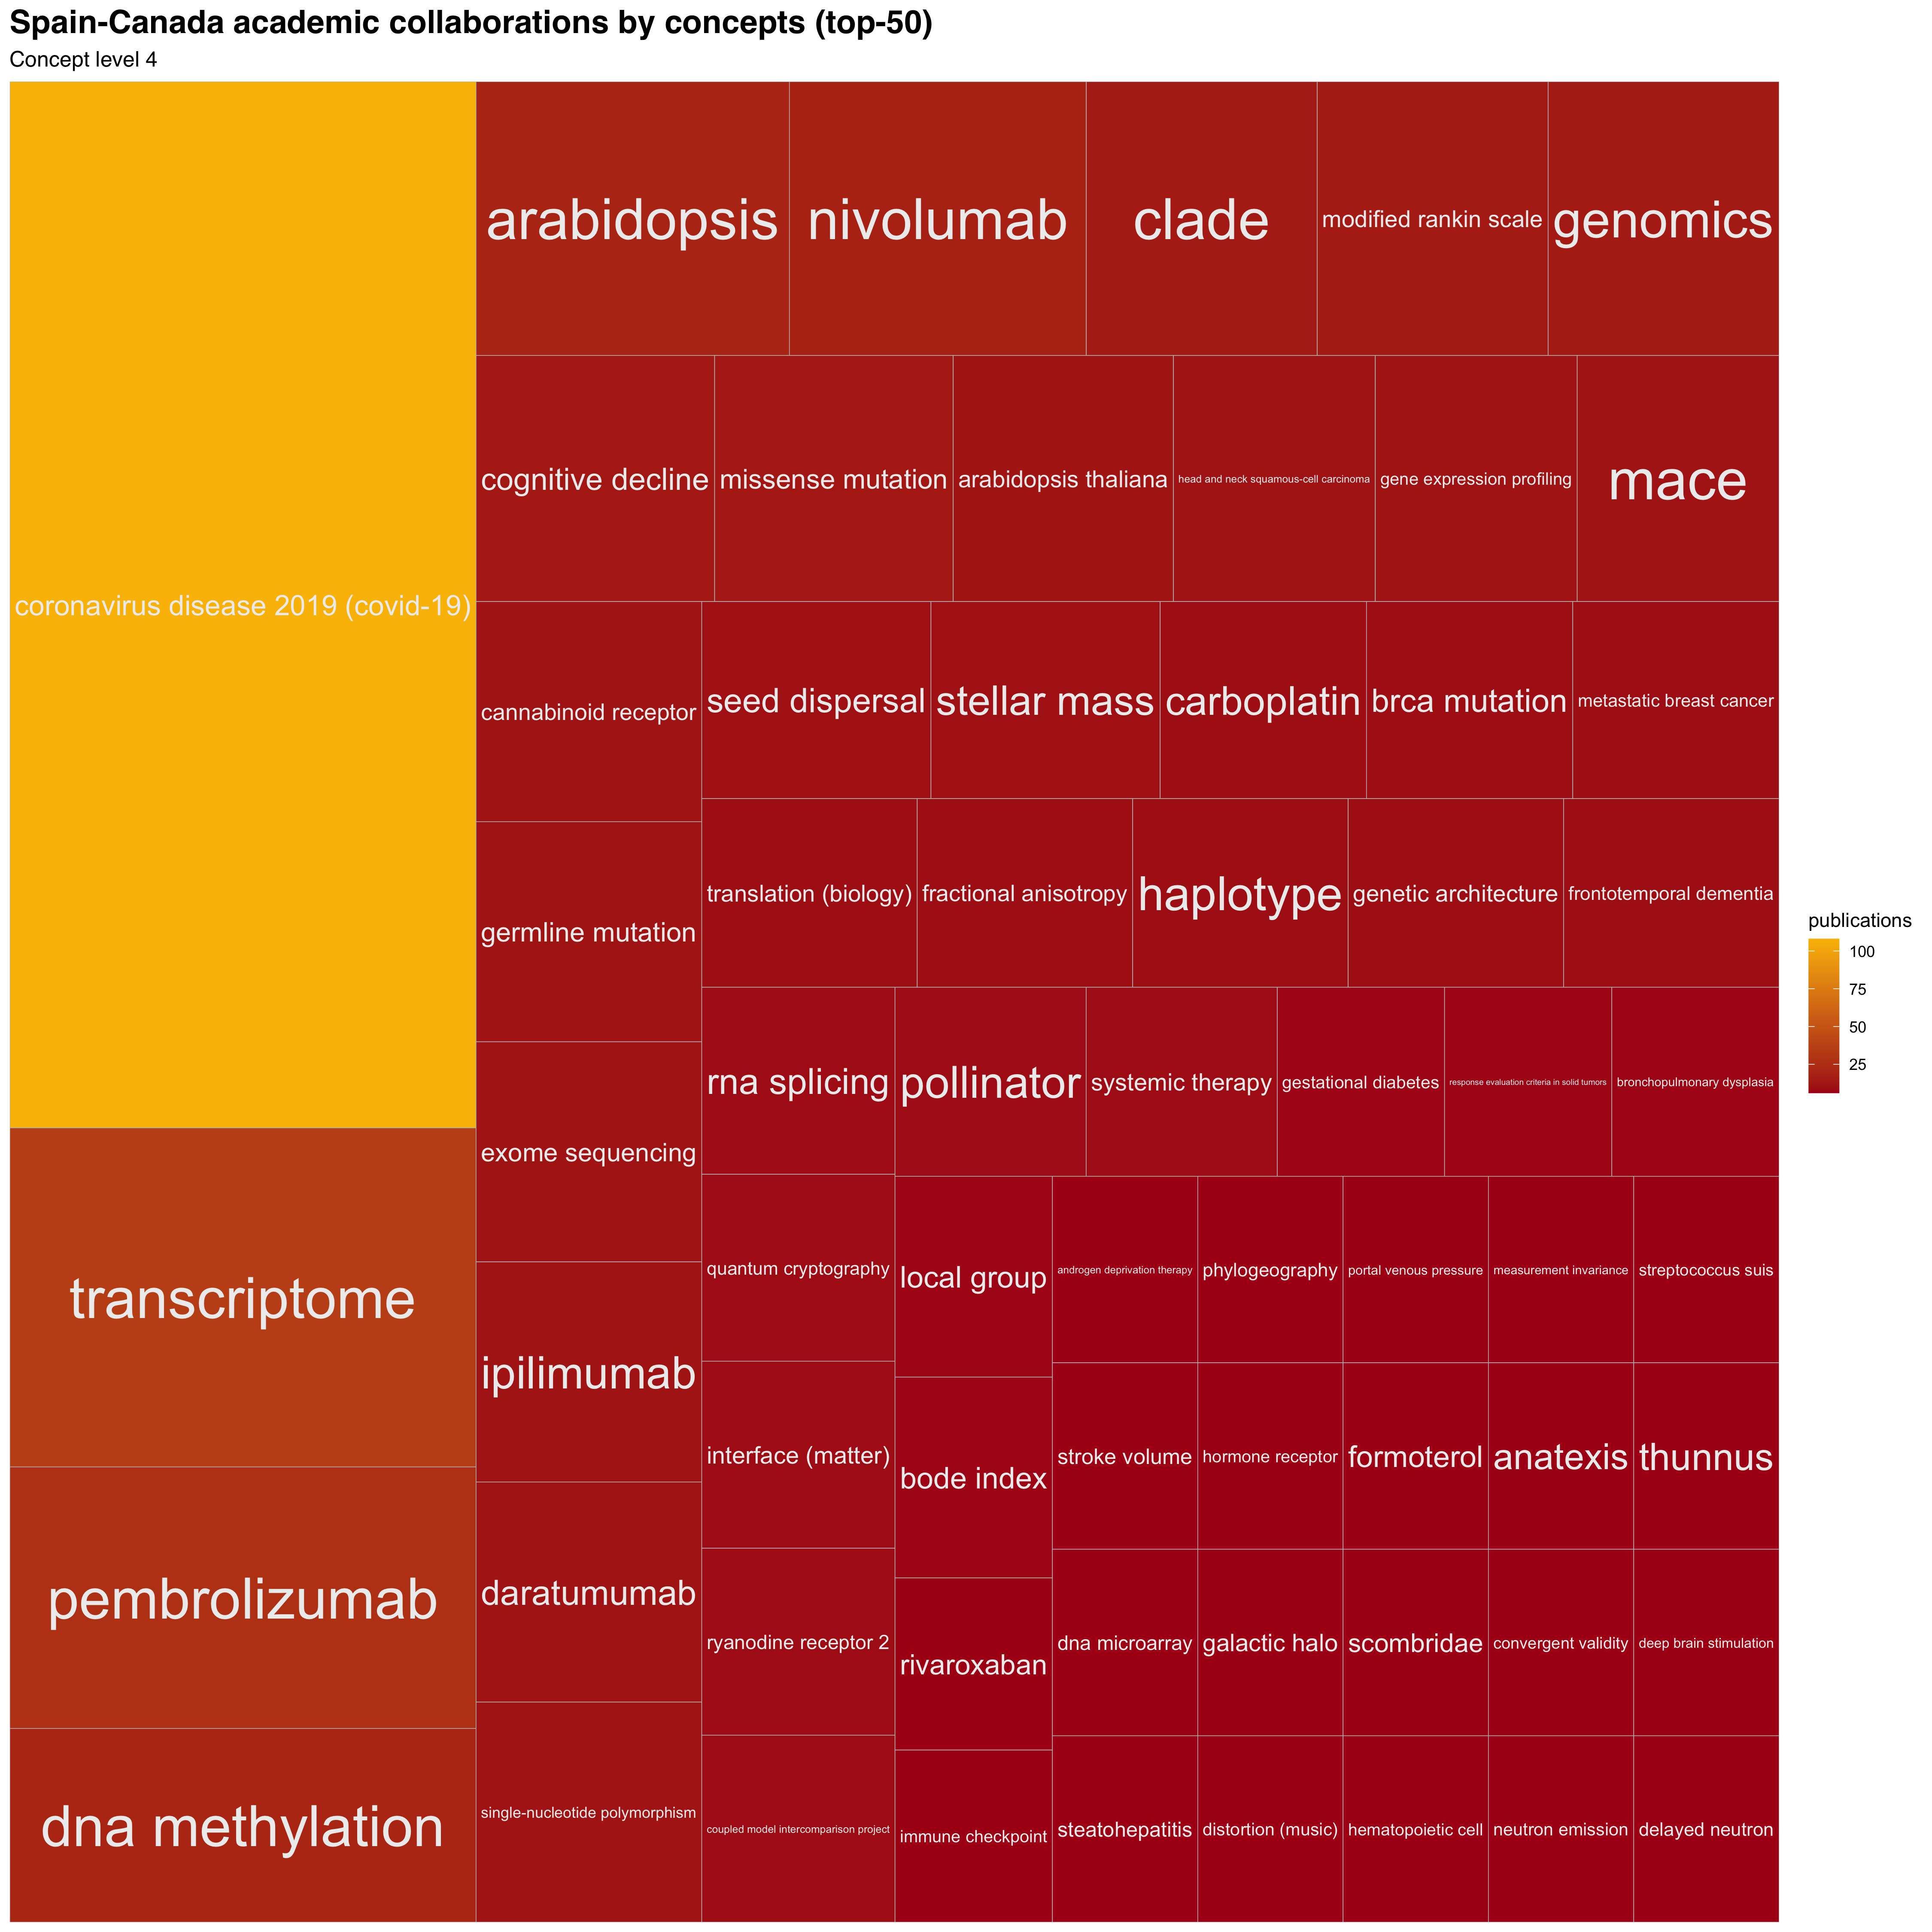 Spain-Canada academic collaborations by concepts (top-50)
Concept level 4
coronavirus disease 2019 (covid-19)
transcriptome
pembrolizumab
dna methylation
arabidopsis
nivolumab
clade
modified rankin scale
genomics
cognitive decline
missense mutation
arabidopsis thaliana
head and neck squamous-cell carcinoma
gene expression profiling
mace
cannabinoid receptor
germline mutation
exome sequencing
ipilimumab
daratumumab
single-nucleotide polymorphism
seed dispersal
stellar mass
carboplatin
brca mutation
metastatic breast cancer
translation (biology)
fractional anisotropy
haplotype
genetic architecture
frontotemporal dementia
rna splicing
quantum cryptography
interface (matter)
ryanodine receptor 2
coupled model intercomparison project
pollinator
systemic therapy
gestational diabetes
response evaluation criteria in solid tumors
bronchopulmonary dysplasia
local group
bode index
rivaroxaban
immune checkpoint
androgen deprivation therapy
phylogeography
portal venous pressure
measurement invariance
streptococcus suis
stroke volume
hormone receptor
formoterol
anatexis
thunnus
dna microarray
galactic halo
scombridae
convergent validity
deep brain stimulation
steatohepatitis
distortion (music)
hematopoietic cell
neutron emission
delayed neutron
publications
100
75
50
25